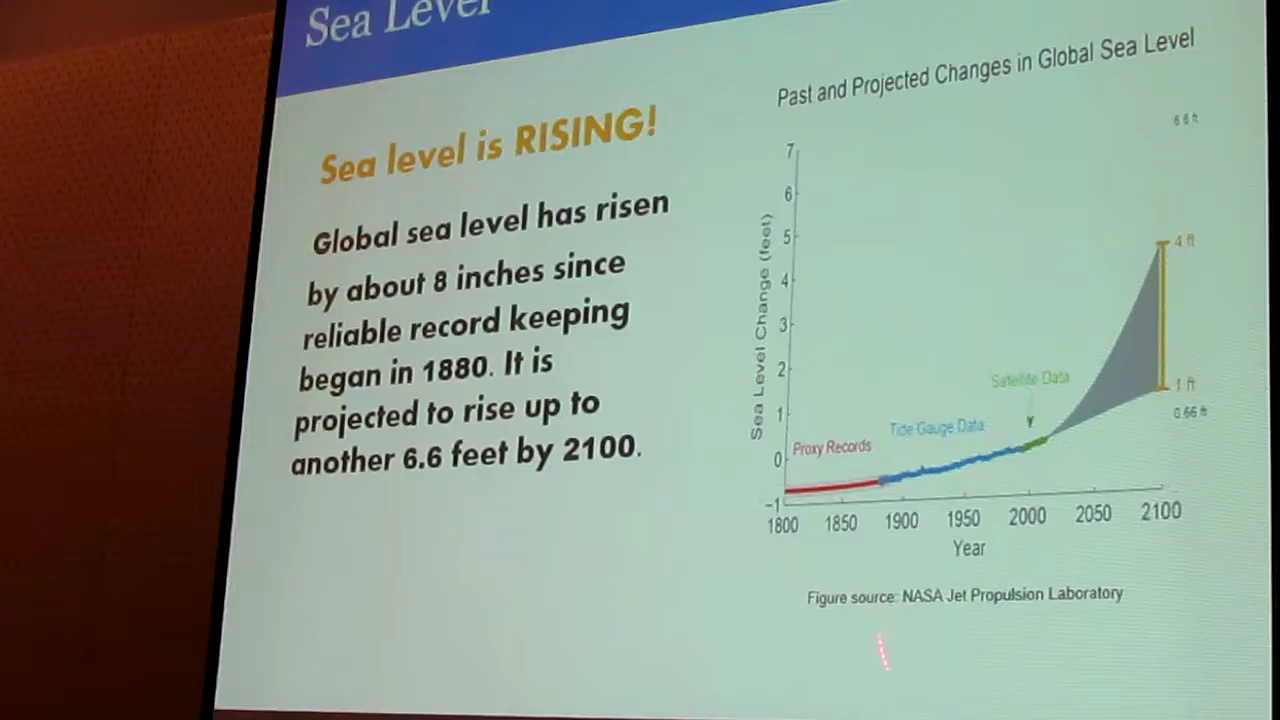 Sea Level
Sea level is RISING!
Global sea level has risen
by about 8 inches since
reliable record keeping
began in 1880. It is
projected to rise up to
another 6.6 feet by 2100.
Past and Projected Changes in Global Sea Level
6.6 ft
7
6
5
4
3
2
1
0
-1
Sea Level Change (feet)
4 ft
1 ft
0.66 ft
Satellite Data
Tide Gauge Data
Proxy Records
1800 1850 1900 1950 2000 2050 2100
Year
Figure source: NASA Jet Propulsion Laboratory